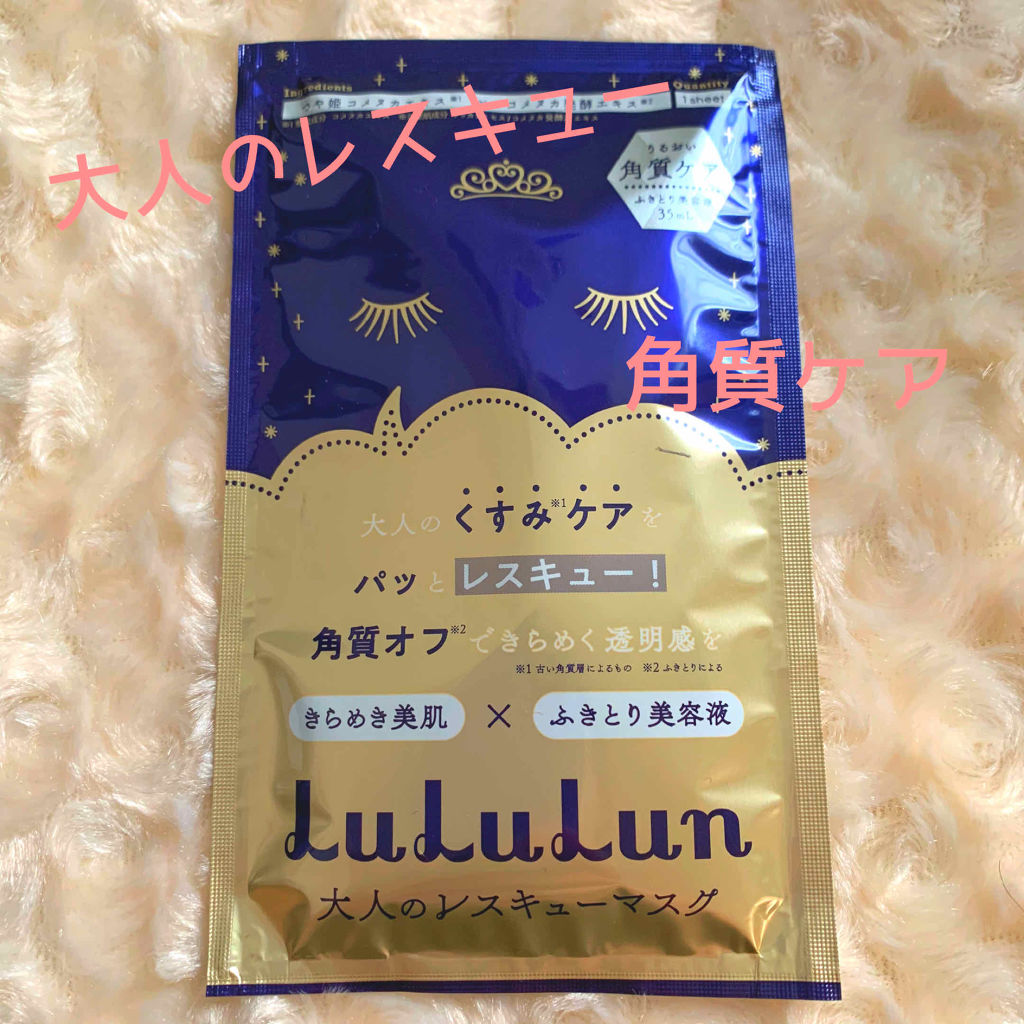 Ingredients
Quantity
1sheet
大人のレスキュー
うるおい
角質ケア
ふきとり美容液
35mL
角質ケア
大人のくすみ※1ケアを
パッとレスキュー！
角質オフ※2できらめく透明感を
※1 古い角質層によるもの ※2 ふきとりによる
きらめき美肌 × ふきとり美容液
LuLuLun
大人のレスキューマスク